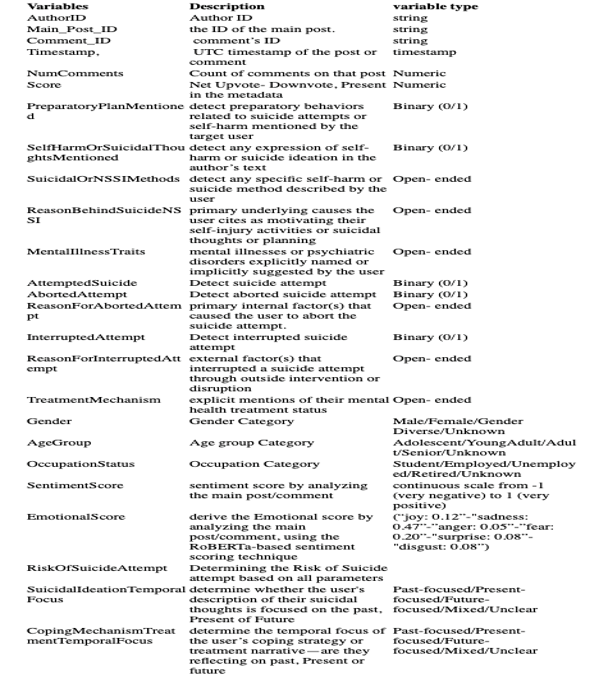 Variables Description variable type
AuthorID Author ID string
Main_Post_ID the ID of the main post. string
Comment_ID comment's ID string
Timestamp, UTC timestamp of the post or timestamp
comment
NumComments Count of comments on that post Numeric
Score Net Upvote- Downvote, Present Numeric
in the metadata
PreparatoryPlanMentione detect preparatory behaviors Binary (0/1)
d related to suicide attempts or
self-harm mentioned by the
target user
SelfHarmOrSuicidalThou detect any expression of self- Binary (0/1)
ghtsMentioned harm or suicide ideation in the
author's text
SuicidalOrNSSIMethods detect any specific self-harm or Open- ended
suicide method described by the
user
ReasonBehindSuicideNS primary underlying causes the Open- ended
SI user cites as motivating their
self-injury activities or suicidal
thoughts or planning
MentalIllnessTraits mental illnesses or psychiatric Open- ended
disorders explicitly named or
implicitly suggested by the user
AttemptedSuicide Detect suicide attempt Binary (0/1)
AbortedAttempt Detect aborted suicide attempt Binary (0/1)
ReasonForAbortedAttem primary internal factor(s) that Open- ended
pt caused the user to abort the
suicide attempt.
InterruptedAttempt Detect interrupted suicide Binary (0/1)
attempt
ReasonForInterruptedAtt external factor(s) that Open- ended
empt interrupted a suicide attempt
through outside intervention or
disruption
TreatmentMechanism explicit mentions of their mental Open- ended
health treatment status
Gender Gender Category Male/Female/Gender
Diverse/Unknown
AgeGroup Age group Category Adolescent/YoungAdult/Adul
t/Senior/Unknown
OccupationStatus Occupation Category Student/Employed/Unemploy
ed/Retired/Unknown
SentimentScore sentiment score by analyzing continuous scale from -1
the main post/comment (very negative) to 1 (very
positive)
EmotionalScore derive the Emotional score by ("joy: 0.12"-"sadness:
analyzing the main 0.47"-"anger: 0.05"-"fear:
post/comment, using the 0.20"-"surprise: 0.08"-
RoBERTa-based sentiment "disgust: 0.08")
scoring technique
RiskOfSuicideAttempt Determining the Risk of Suicide
attempt based on all parameters
SuicidalIdeationTemporal determine whether the user's Past-focused/Present-
Focus description of their suicidal focused/Future-
thoughts is focused on the past, focused/Mixed/Unclear
Present of Future
CopingMechanismTreat determine the temporal focus of Past-focused/Present-
mentTemporalFocus the user's coping strategy or focused/Future-
treatment narrative—are they focused/Mixed/Unclear
reflecting on past, Present or
future